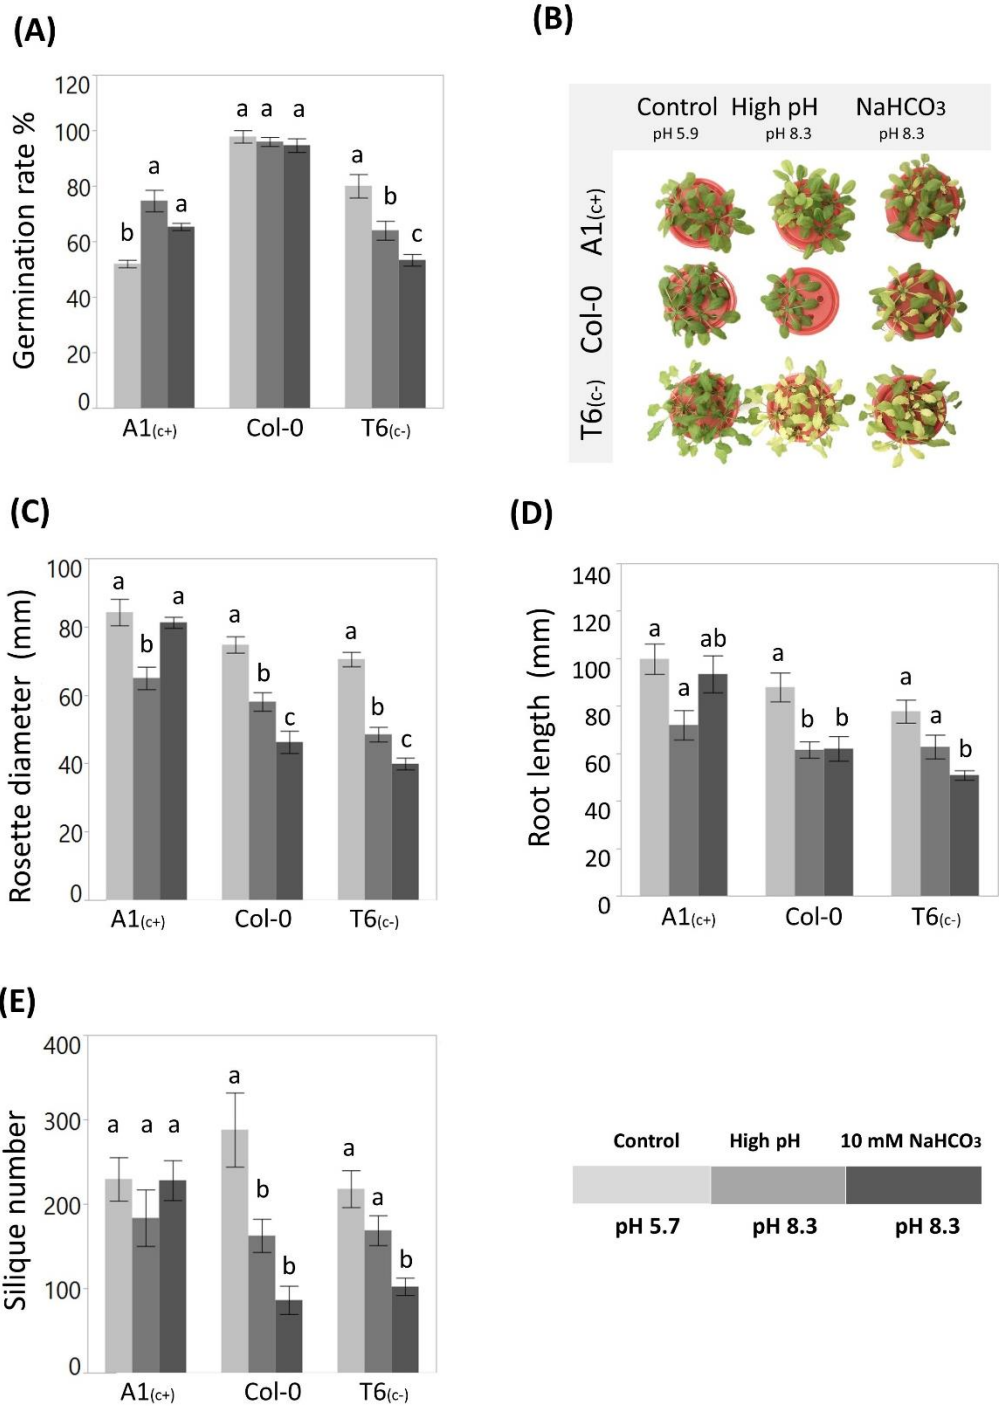 (A)
Germination rate %
120
100
80
60
40
20
0
b a a
a a a
a b c
A1(c+) Col-0 T6(c-)
(B)
Control High pH NaHCO3
pH 5.9 pH 8.3 pH 8.3
A1(c+)
Col-0
T6(c-)
(C)
Rosette diameter (mm)
100
80
60
40
20
0
a b a
a b c
a b c
A1(c+) Col-0 T6(c-)
(D)
Root length (mm)
140
120
100
80
60
40
20
0
a a ab
a b b
a a b
A1(c+) Col-0 T6(c-)
(E)
Silique number
400
300
200
100
0
a a a
a b b
a a b
A1(c+) Col-0 T6(c-)
Control High pH 10 mM NaHCO3
pH 5.7 pH 8.3 pH 8.3